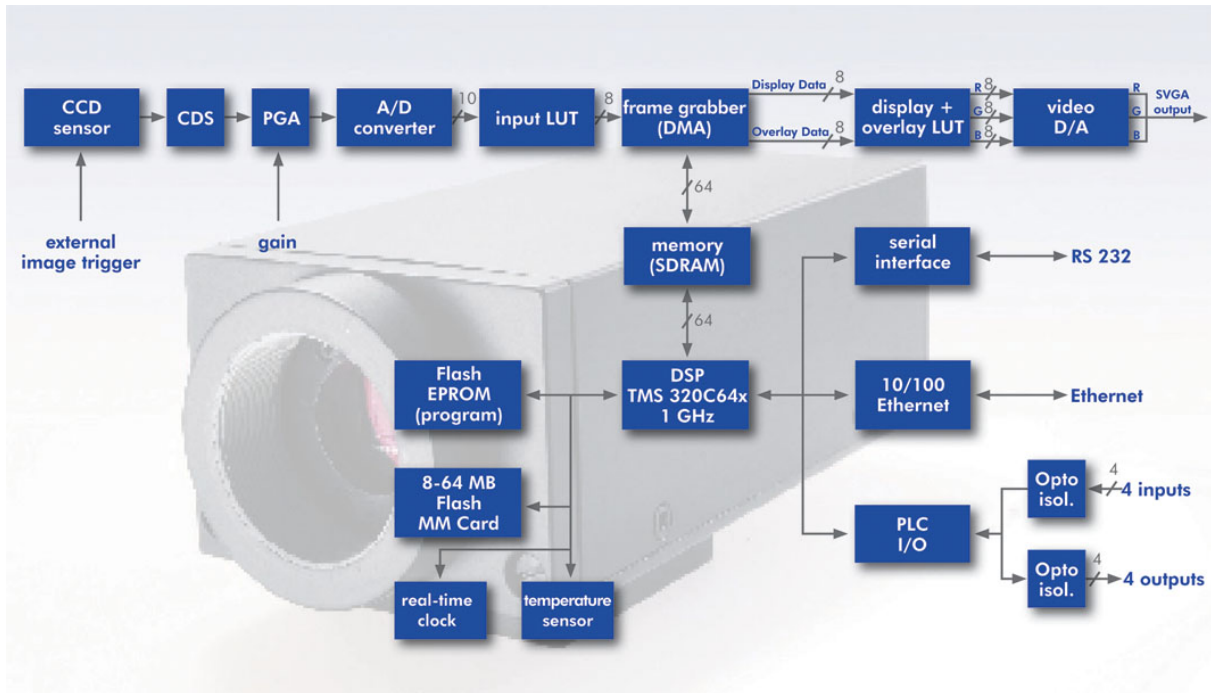 CCD
sensor
CDS
PGA
A/D
converter
10
input LUT
8
frame grabber
(DMA)
Display Data
8
Overlay Data
8
display +
overlay LUT
R
8
G
8
B
8
video
D/A
R
G
B
SVGA
output
external
image trigger
gain
64
memory
(SDRAM)
serial
interface
RS 232
64
Flash
EPROM
(program)
DSP
TMS 320C64x
1 GHz
10/100
Ethernet
Ethernet
8-64 MB
Flash
MM Card
PLC
I/O
Opto
isol.
4
4 inputs
Opto
isol.
4
4 outputs
real-time
clock
temperature
sensor